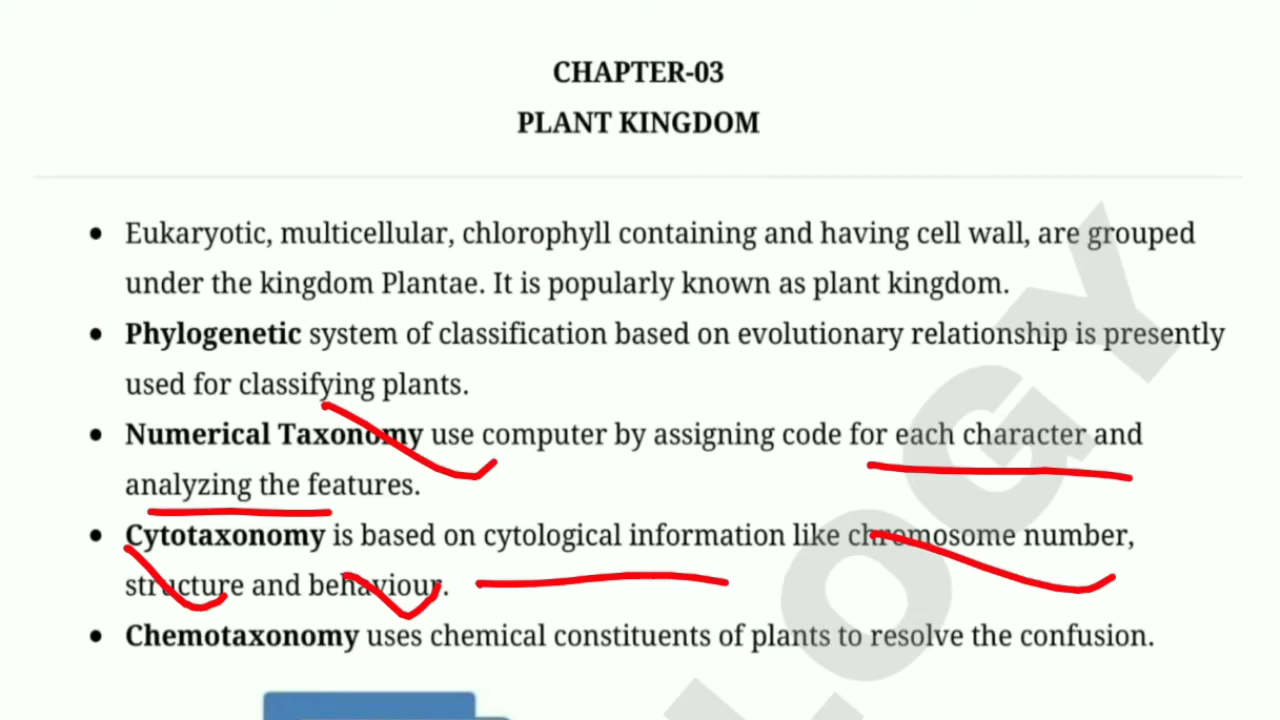 CHAPTER-03
PLANT KINGDOM
• Eukaryotic, multicellular, chlorophyll containing and having cell wall, are grouped
under the kingdom Plantae. It is popularly known as plant kingdom.
• Phylogenetic system of classification based on evolutionary relationship is presently
used for classifying plants.
• Numerical Taxonomy use computer by assigning code for each character and
analyzing the features.
• Cytotaxonomy is based on cytological information like chromosome number,
structure and behaviour.
• Chemotaxonomy uses chemical constituents of plants to resolve the confusion.
LOGY